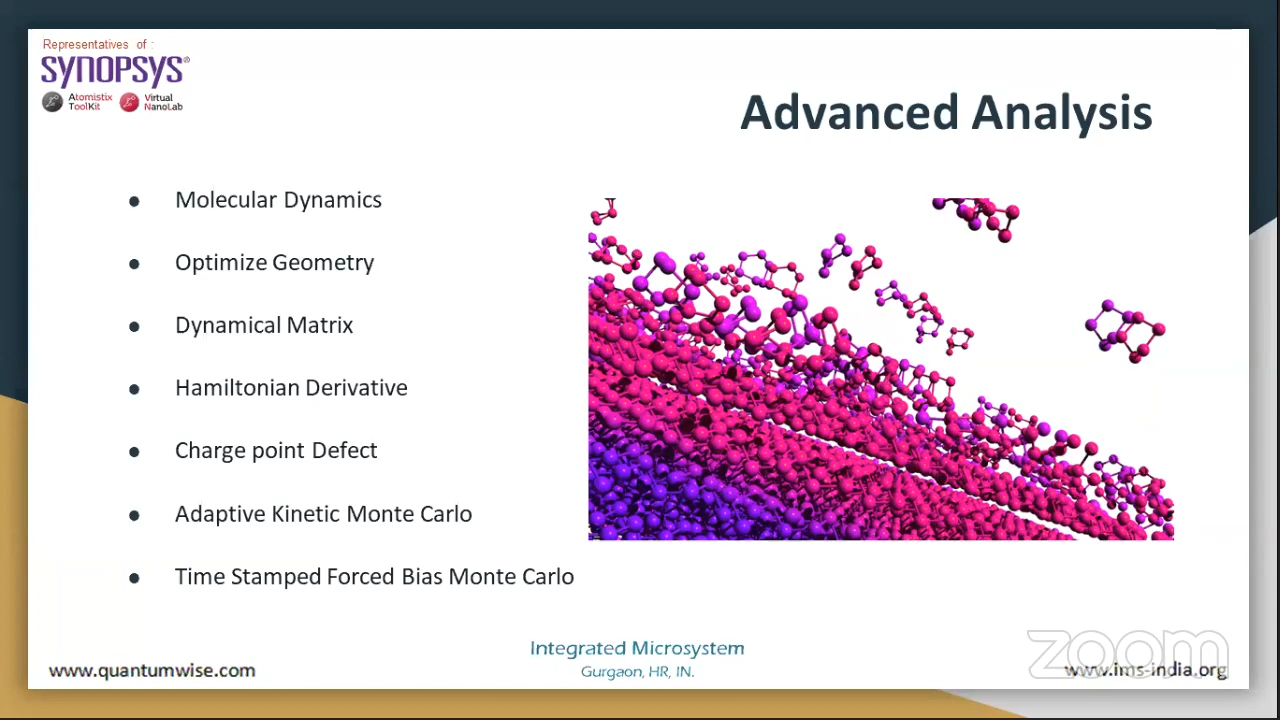 Representatives of :
SYNOPSYS®
Atomistix ToolKit
Virtual NanoLab
Advanced Analysis
● Molecular Dynamics
● Optimize Geometry
● Dynamical Matrix
● Hamiltonian Derivative
● Charge point Defect
● Adaptive Kinetic Monte Carlo
● Time Stamped Forced Bias Monte Carlo
Integrated Microsystem
Gurgaon, HR, IN.
www.quantumwise.com
www.ims-india.org
zoom